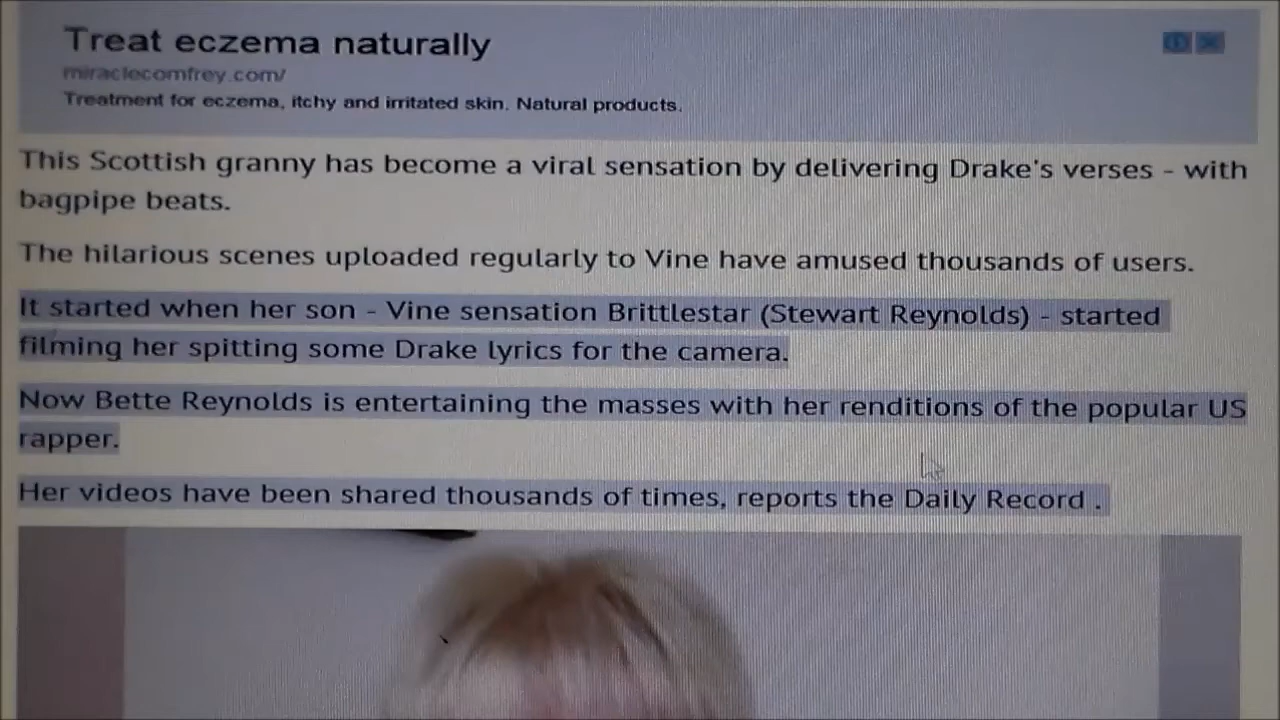 Treat eczema naturally
miraclecomfrey.com/
Treatment for eczema, itchy and irritated skin. Natural products.
This Scottish granny has become a viral sensation by delivering Drake's verses - with
bagpipe beats.
The hilarious scenes uploaded regularly to Vine have amused thousands of users.
It started when her son - Vine sensation Brittlestar (Stewart Reynolds) - started
filming her spitting some Drake lyrics for the camera.
Now Bette Reynolds is entertaining the masses with her renditions of the popular US
rapper.
Her videos have been shared thousands of times, reports the Daily Record .